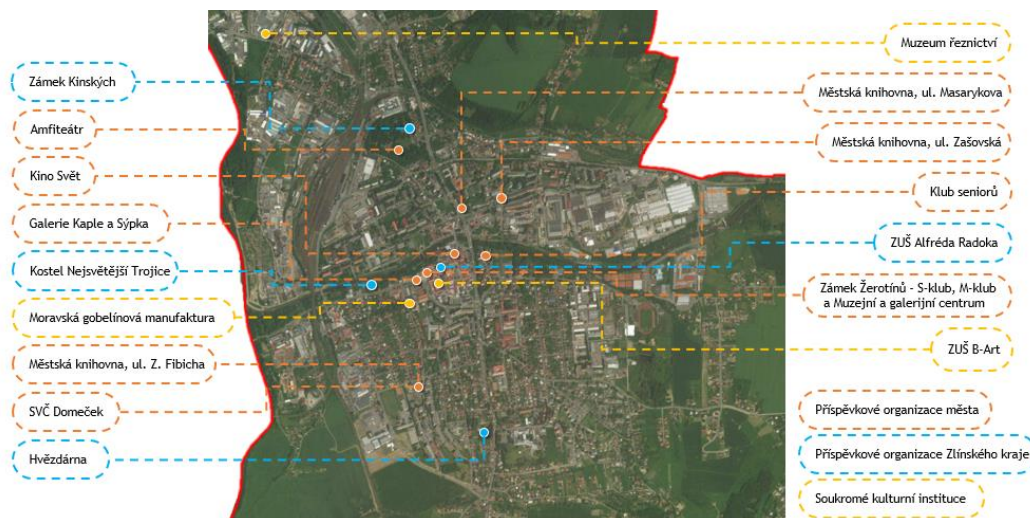 Zámek Kinských
Amfiteátr
Kino Svět
Galerie Kaple a Sýpka
Kostel Nejsvětější Trojice
Moravská gobelínová manufaktura
Městská knihovna, ul. Z. Fibicha
SVČ Domeček
Hvězdárna
Muzeum řeznictví
Městská knihovna, ul. Masarykova
Městská knihovna, ul. Zašovská
Klub seniorů
ZUŠ Alfréda Radoka
Zámek Žerotínů - S-klub, M-klub
a Muzejní a galerijní centrum
ZUŠ B-Art
Příspěvkové organizace města
Příspěvkové organizace Zlínského kraje
Soukromé kulturní instituce